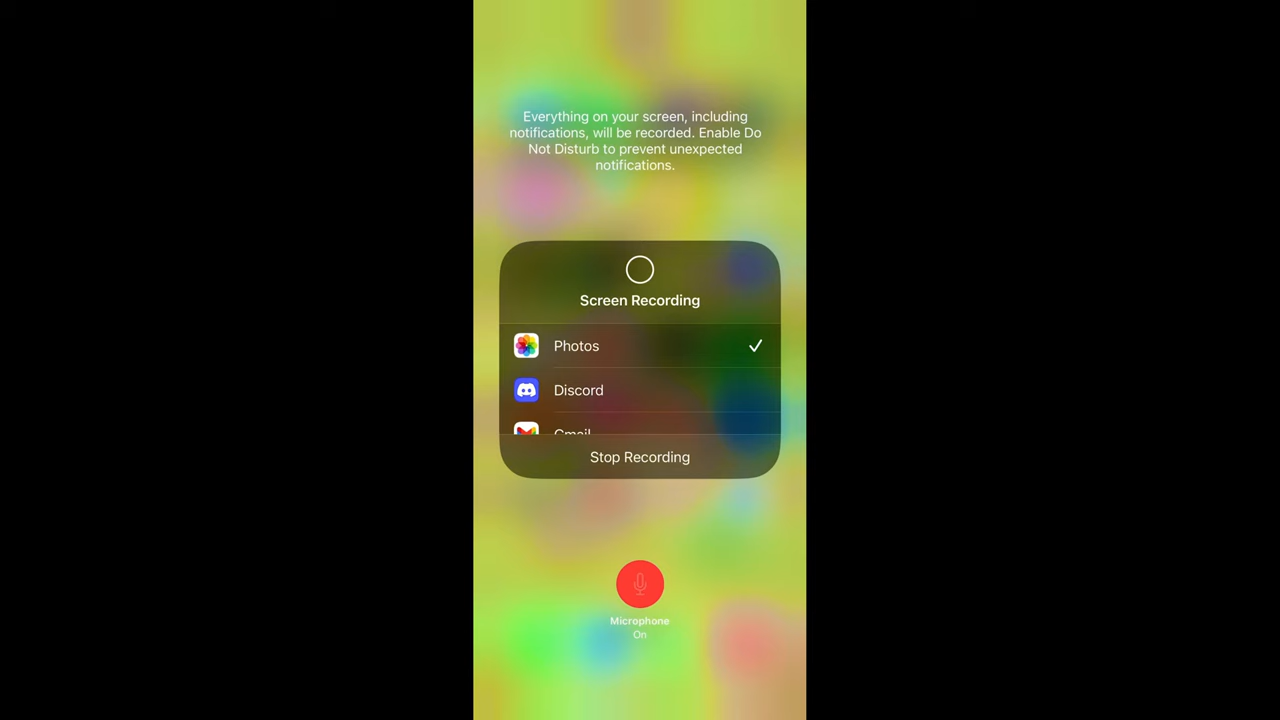 Everything on your screen, including
notifications, will be recorded. Enable Do
Not Disturb to prevent unexpected
notifications.
Screen Recording
Photos
Discord
Gmail
Stop Recording
Microphone
On